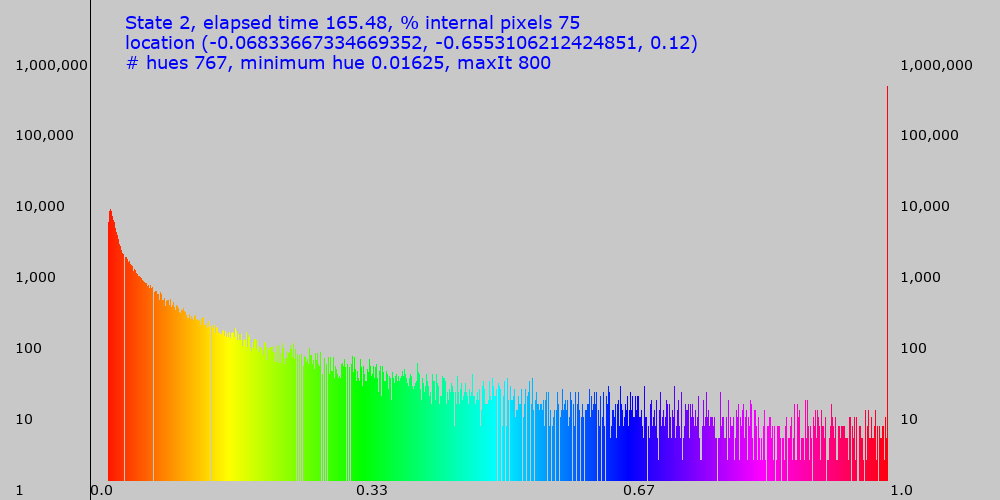 State 2, elapsed time 165.48, % internal pixels 75
location (-0.06833667334669352, -0.6553106212424851, 0.12)
# hues 767, minimum hue 0.01625, maxIt 800
1,000,000 1,000,000
100,000 100,000
10,000 10,000
1,000 1,000
100 100
10 10
1 0.0 0.33 0.67 1.0